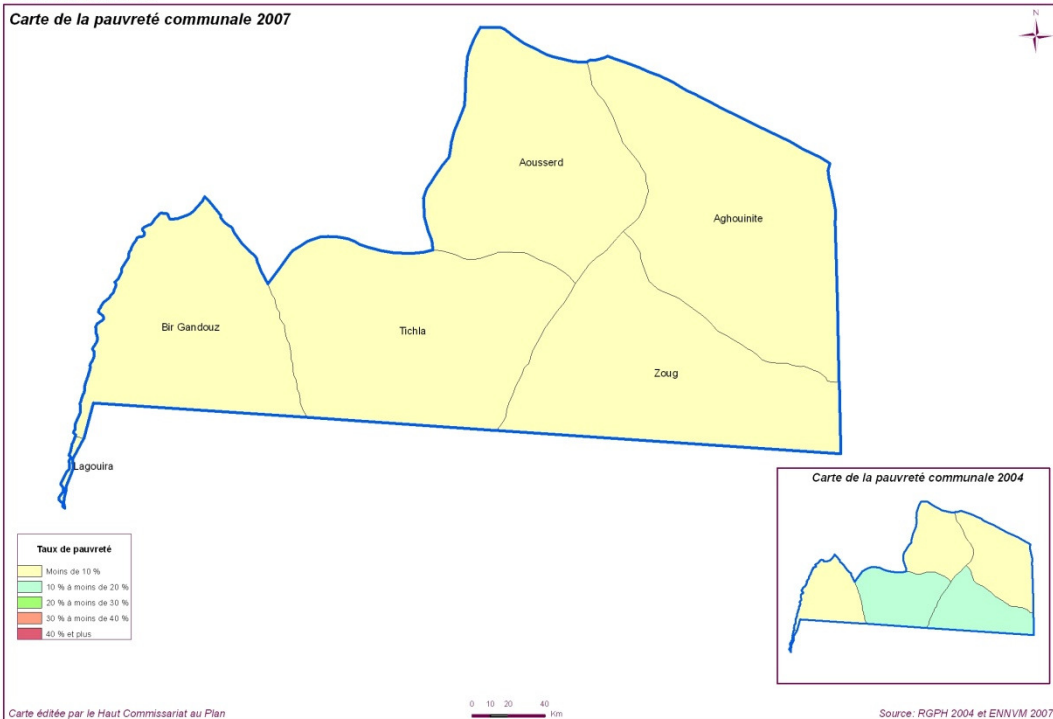 Carte de la pauvreté communale 2007
N
Aousserd
Aghouinite
Bir Gandouz
Tichla
Zoug
Lagouira
Carte de la pauvreté communale 2004
Taux de pauvreté
Moins de 10 %
10 % à moins de 20 %
20 % à moins de 30 %
30 % à moins de 40 %
40 % et plus
0 10 20 40
Km
Carte éditée par le Haut Commissariat au Plan
Source: RGPH 2004 et ENNVM 2007